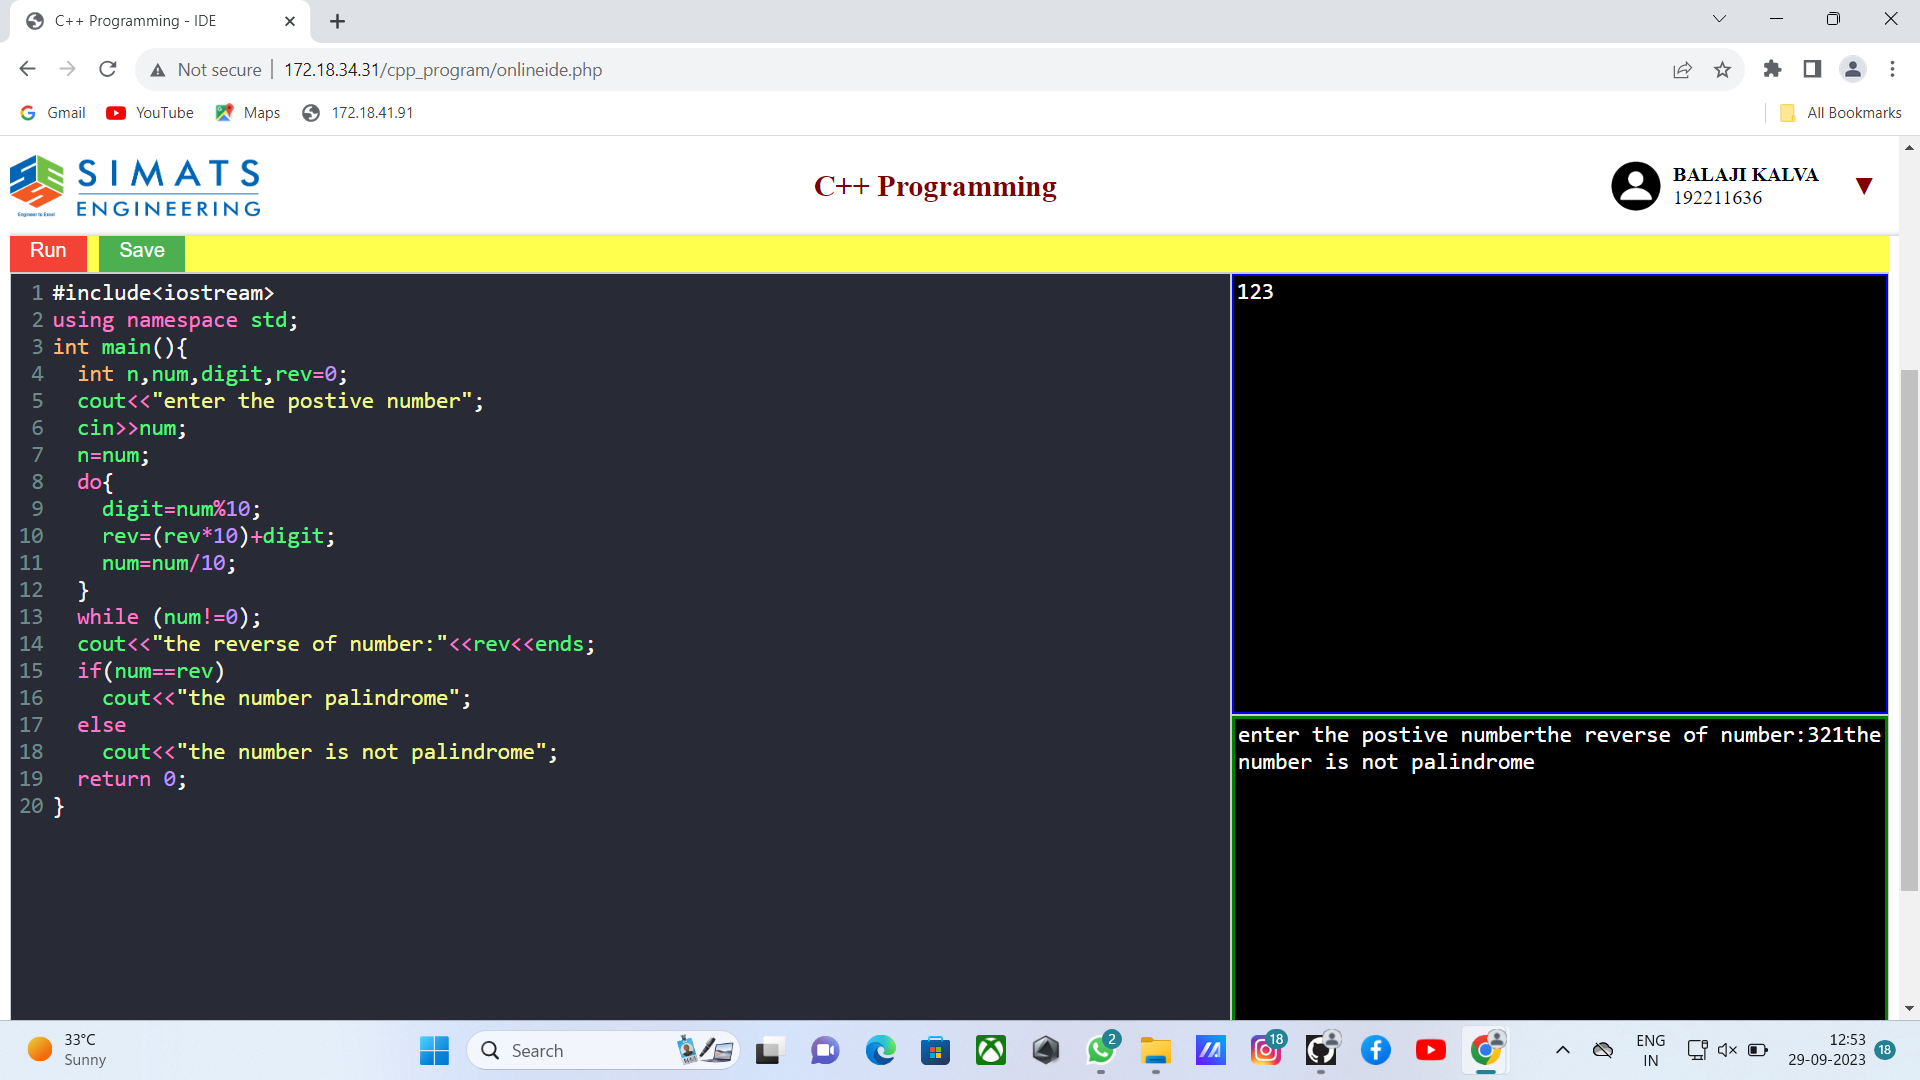 C++ Programming - IDE
Not secure
172.18.34.31/cpp_program/onlineide.php
Gmail
YouTube
Maps
172.18.41.91
All Bookmarks
SIMATS
ENGINEERING
Engineer to Excel
C++ Programming
BALAJI KALVA
192211636
Run
Save
1 #include<iostream>
2 using namespace std;
3 int main(){
4   int n,num,digit,rev=0;
5   cout<<"enter the postive number";
6   cin>>num;
7   n=num;
8   do{
9     digit=num%10;
10     rev=(rev*10)+digit;
11     num=num/10;
12   }
13   while (num!=0);
14   cout<<"the reverse of number:"<<rev<<ends;
15   if(num==rev)
16     cout<<"the number palindrome";
17   else
18     cout<<"the number is not palindrome";
19   return 0;
20 }
123
enter the postive numberthe reverse of number:321the
number is not palindrome
33°C
Sunny
Search
2
18
ENG
IN
12:53
29-09-2023
18